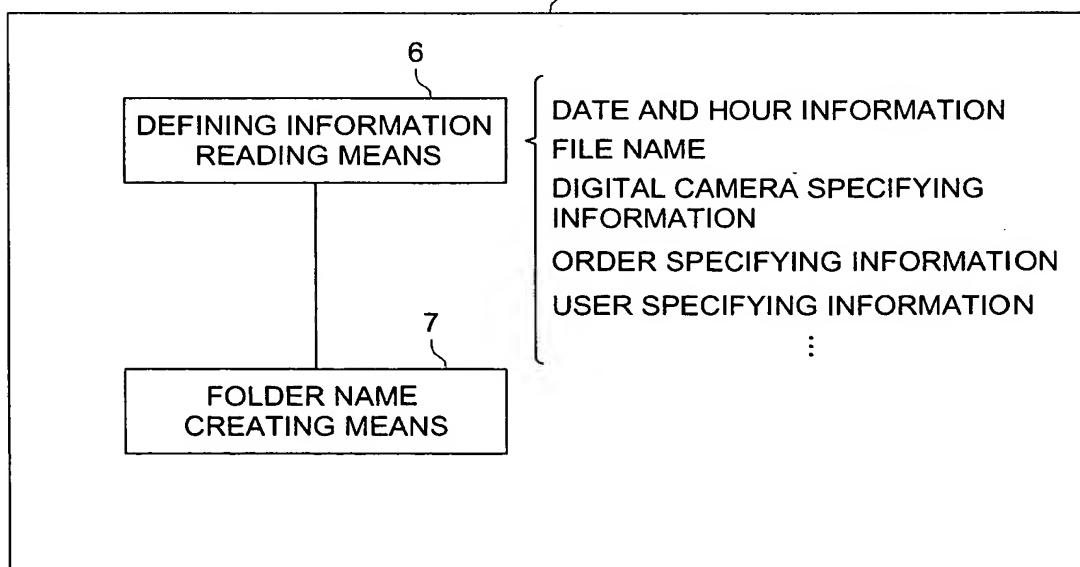 6
DEFINING INFORMATION
READING MEANS
DATE AND HOUR INFORMATION
FILE NAME
DIGITAL CAMERA SPECIFYING
INFORMATION
ORDER SPECIFYING INFORMATION
USER SPECIFYING INFORMATION
⋮
7
FOLDER NAME
CREATING MEANS